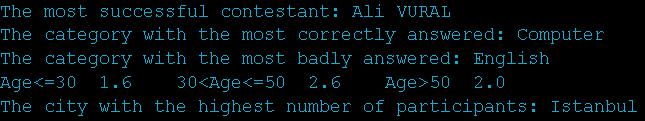 The most successful contestant: Ali VURAL
The category with the most correctly answered: Computer
The category with the most badly answered: English
Age<=30  1.6    30<Age<=50  2.6    Age>50  2.0
The city with the highest number of participants: Istanbul